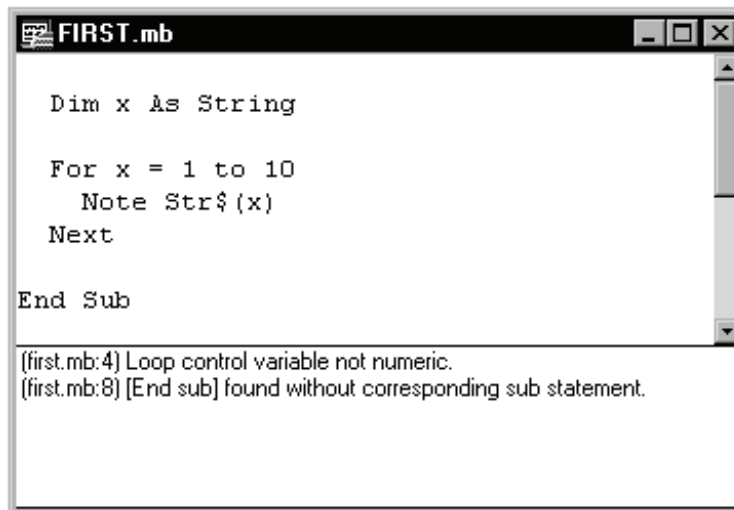 FIRST.mb
Dim x As String
For x = 1 to 10
Note Str$(x)
Next
End Sub
(first.mb:4) Loop control variable not numeric.
(first.mb:8) [End sub] found without corresponding sub statement.